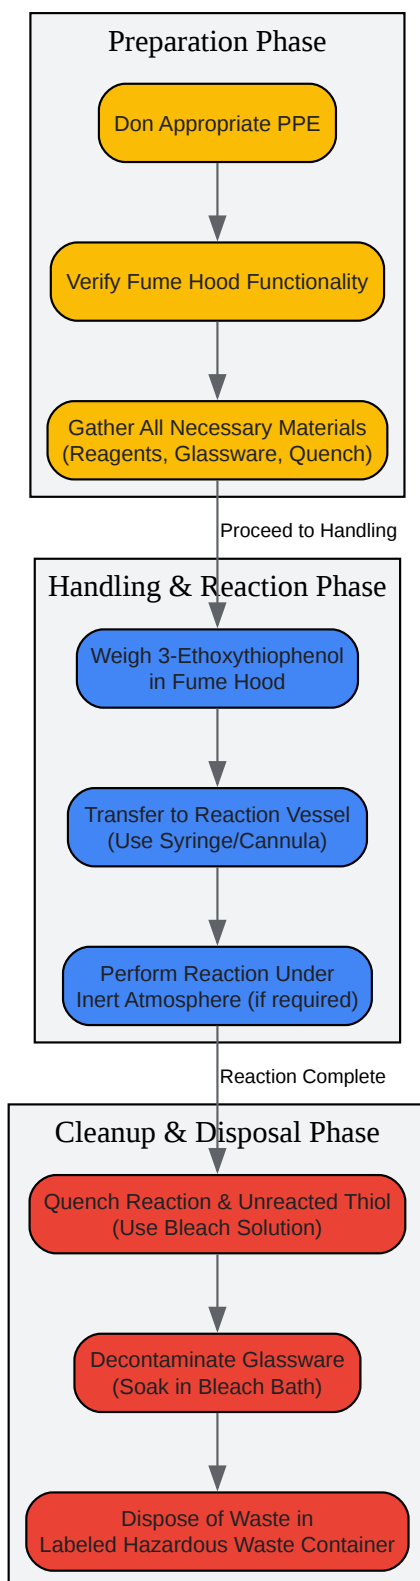 Preparation Phase
Don Appropriate PPE
Verify Fume Hood Functionality
Gather All Necessary Materials
(Reagents, Glassware, Quench)
Proceed to Handling
Handling & Reaction Phase
Weigh 3-Ethoxythiophenol
in Fume Hood
Transfer to Reaction Vessel
(Use Syringe/Cannula)
Perform Reaction Under
Inert Atmosphere (if required)
Reaction Complete
Cleanup & Disposal Phase
Quench Reaction & Unreacted Thiol
(Use Bleach Solution)
Decontaminate Glassware
(Soak in Bleach Bath)
Dispose of Waste in
Labeled Hazardous Waste Container